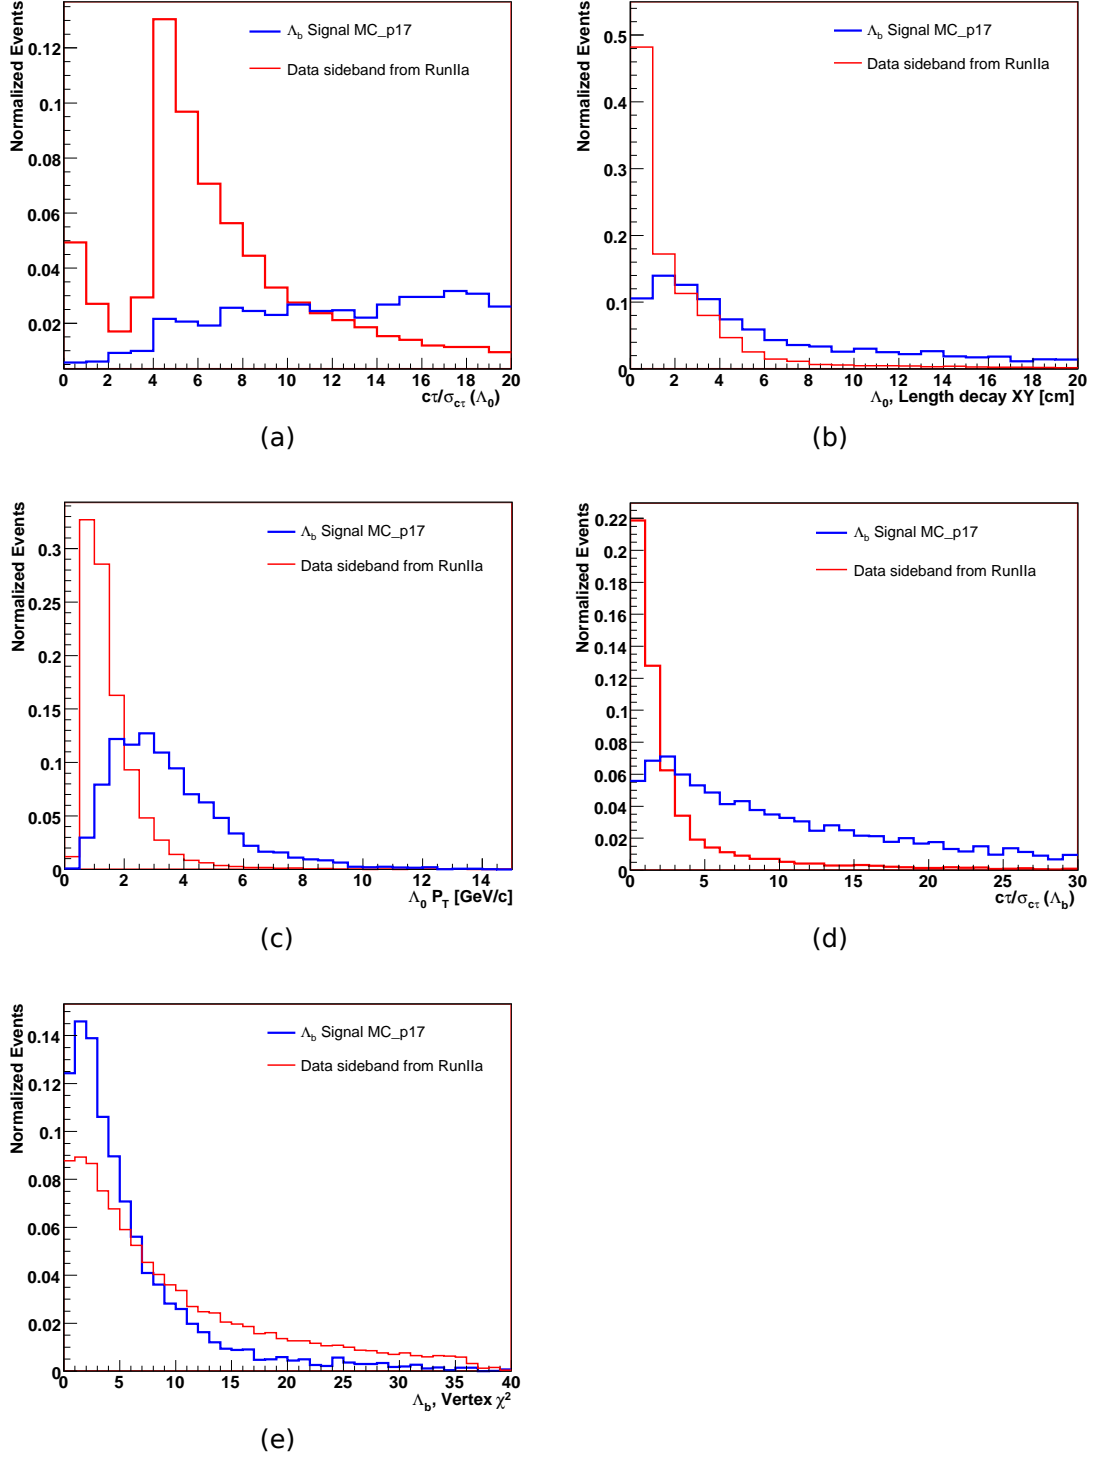 Normalized Events
0.12
0.1
0.08
0.06
0.04
0.02
0 2 4 6 8 10 12 14 16 18 20
cτ/σcτ (Λ0)
Λb Signal MC_p17
Data sideband from RunIIa
(a)
Normalized Events
0.5
0.4
0.3
0.2
0.1
0
0 2 4 6 8 10 12 14 16 18 20
Λ0, Length decay XY [cm]
Λb Signal MC_p17
Data sideband from RunIIa
(b)
Normalized Events
0.3
0.25
0.2
0.15
0.1
0.05
0
0 2 4 6 8 10 12 14
Λ0 PT [GeV/c]
Λb Signal MC_p17
Data sideband from RunIIa
(c)
Normalized Events
0.22
0.2
0.18
0.16
0.14
0.12
0.1
0.08
0.06
0.04
0.02
0
0 5 10 15 20 25 30
cτ/σcτ (Λb)
Λb Signal MC_p17
Data sideband from RunIIa
(d)
Normalized Events
0.14
0.12
0.1
0.08
0.06
0.04
0.02
0
0 5 10 15 20 25 30 35 40
Λb, Vertex χ²
Λb Signal MC_p17
Data sideband from RunIIa
(e)